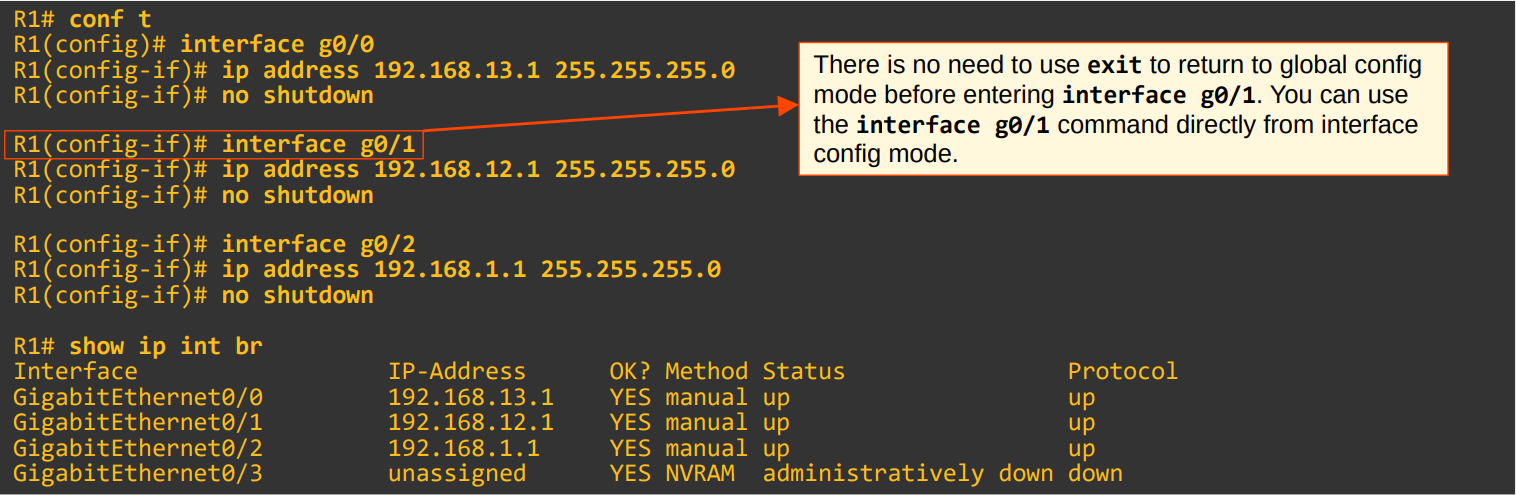 R1# conf t
R1(config)# interface g0/0
R1(config-if)# ip address 192.168.13.1 255.255.255.0
R1(config-if)# no shutdown
R1(config-if)# interface g0/1
R1(config-if)# ip address 192.168.12.1 255.255.255.0
R1(config-if)# no shutdown
R1(config-if)# interface g0/2
R1(config-if)# ip address 192.168.1.1 255.255.255.0
R1(config-if)# no shutdown
R1# show ip int br
Interface IP-Address OK? Method Status Protocol
GigabitEthernet0/0 192.168.13.1 YES manual up up
GigabitEthernet0/1 192.168.12.1 YES manual up up
GigabitEthernet0/2 192.168.1.1 YES manual up up
GigabitEthernet0/3 unassigned YES NVRAM administratively down down
There is no need to use exit to return to global config
mode before entering interface g0/1. You can use
the interface g0/1 command directly from interface
config mode.